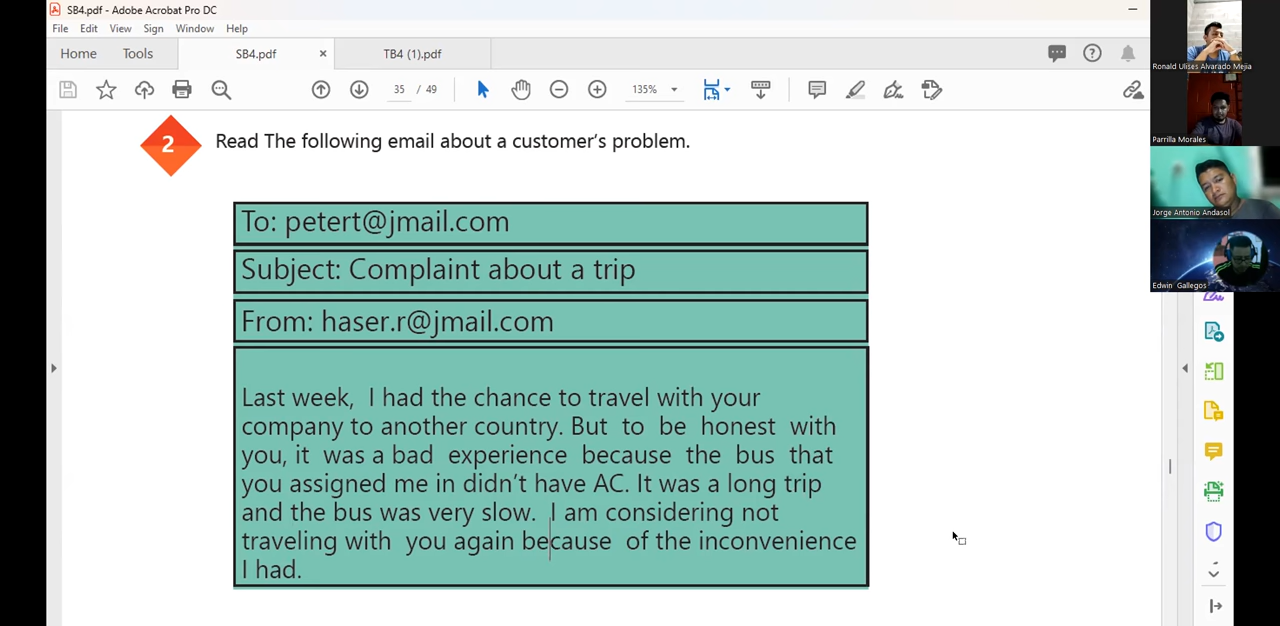 SB4.pdf - Adobe Acrobat Pro DC
File Edit View Sign Window Help
Home Tools SB4.pdf × TB4 (1).pdf
35 / 49 135%
2 Read The following email about a customer's problem.
To: petert@jmail.com
Subject: Complaint about a trip
From: haser.r@jmail.com
Last week, I had the chance to travel with your
company to another country. But to be honest with
you, it was a bad experience because the bus that
you assigned me in didn't have AC. It was a long trip
and the bus was very slow. I am considering not
traveling with you again because of the inconvenience
I had.
Ronald Ulises Alvarado Mejia
Parrilla Morales
Jorge Antonio Andasol
Edwin Gallegos